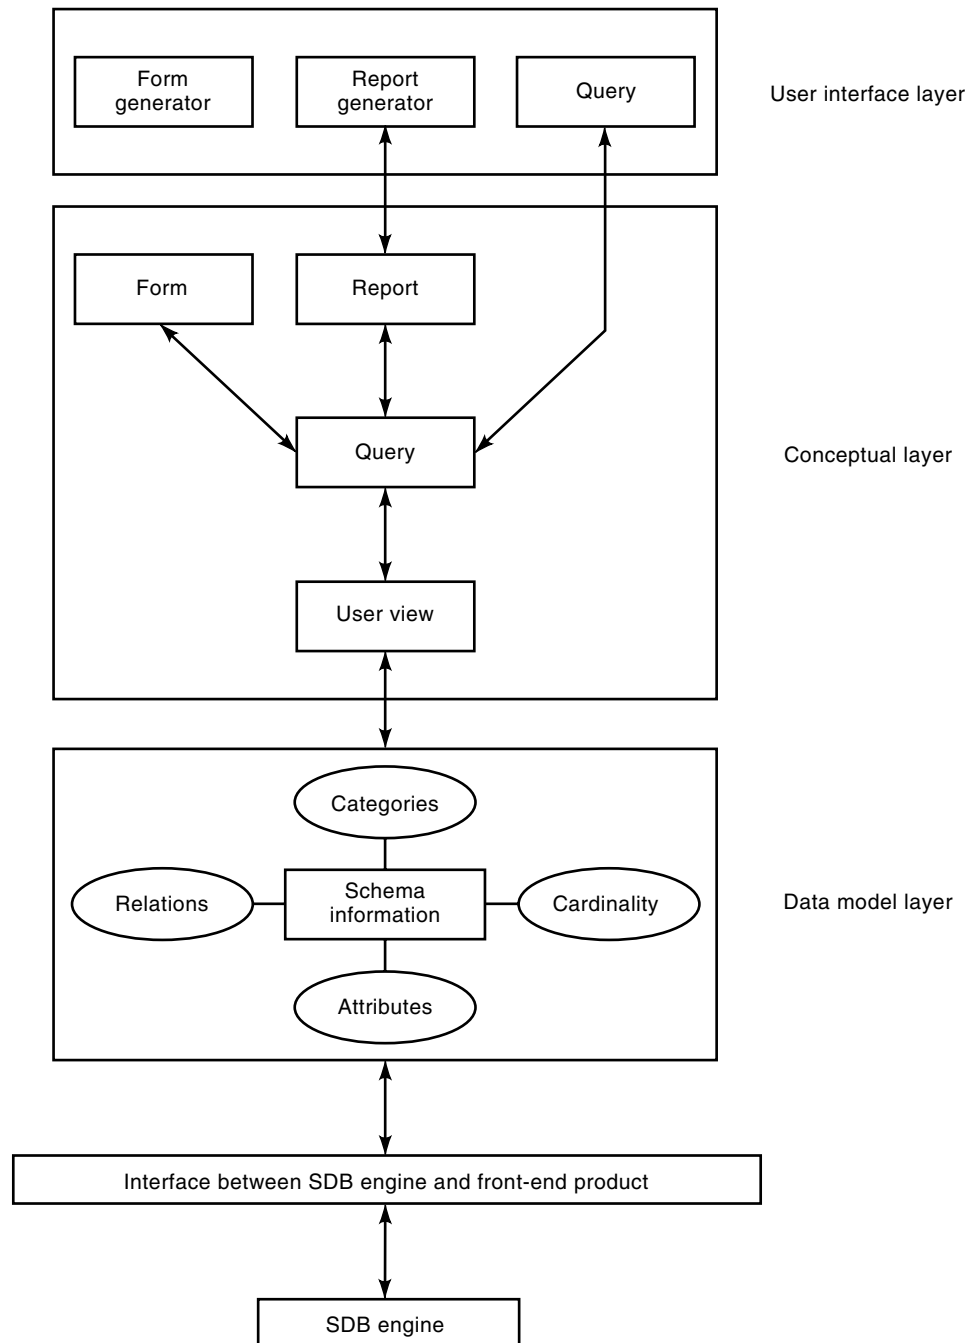 Form
generator
Report
generator
Query
User interface layer
Form
Report
Query
Conceptual layer
User view
Categories
Relations
Schema
information
Cardinality
Data model layer
Attributes
Interface between SDB engine and front-end product
SDB engine